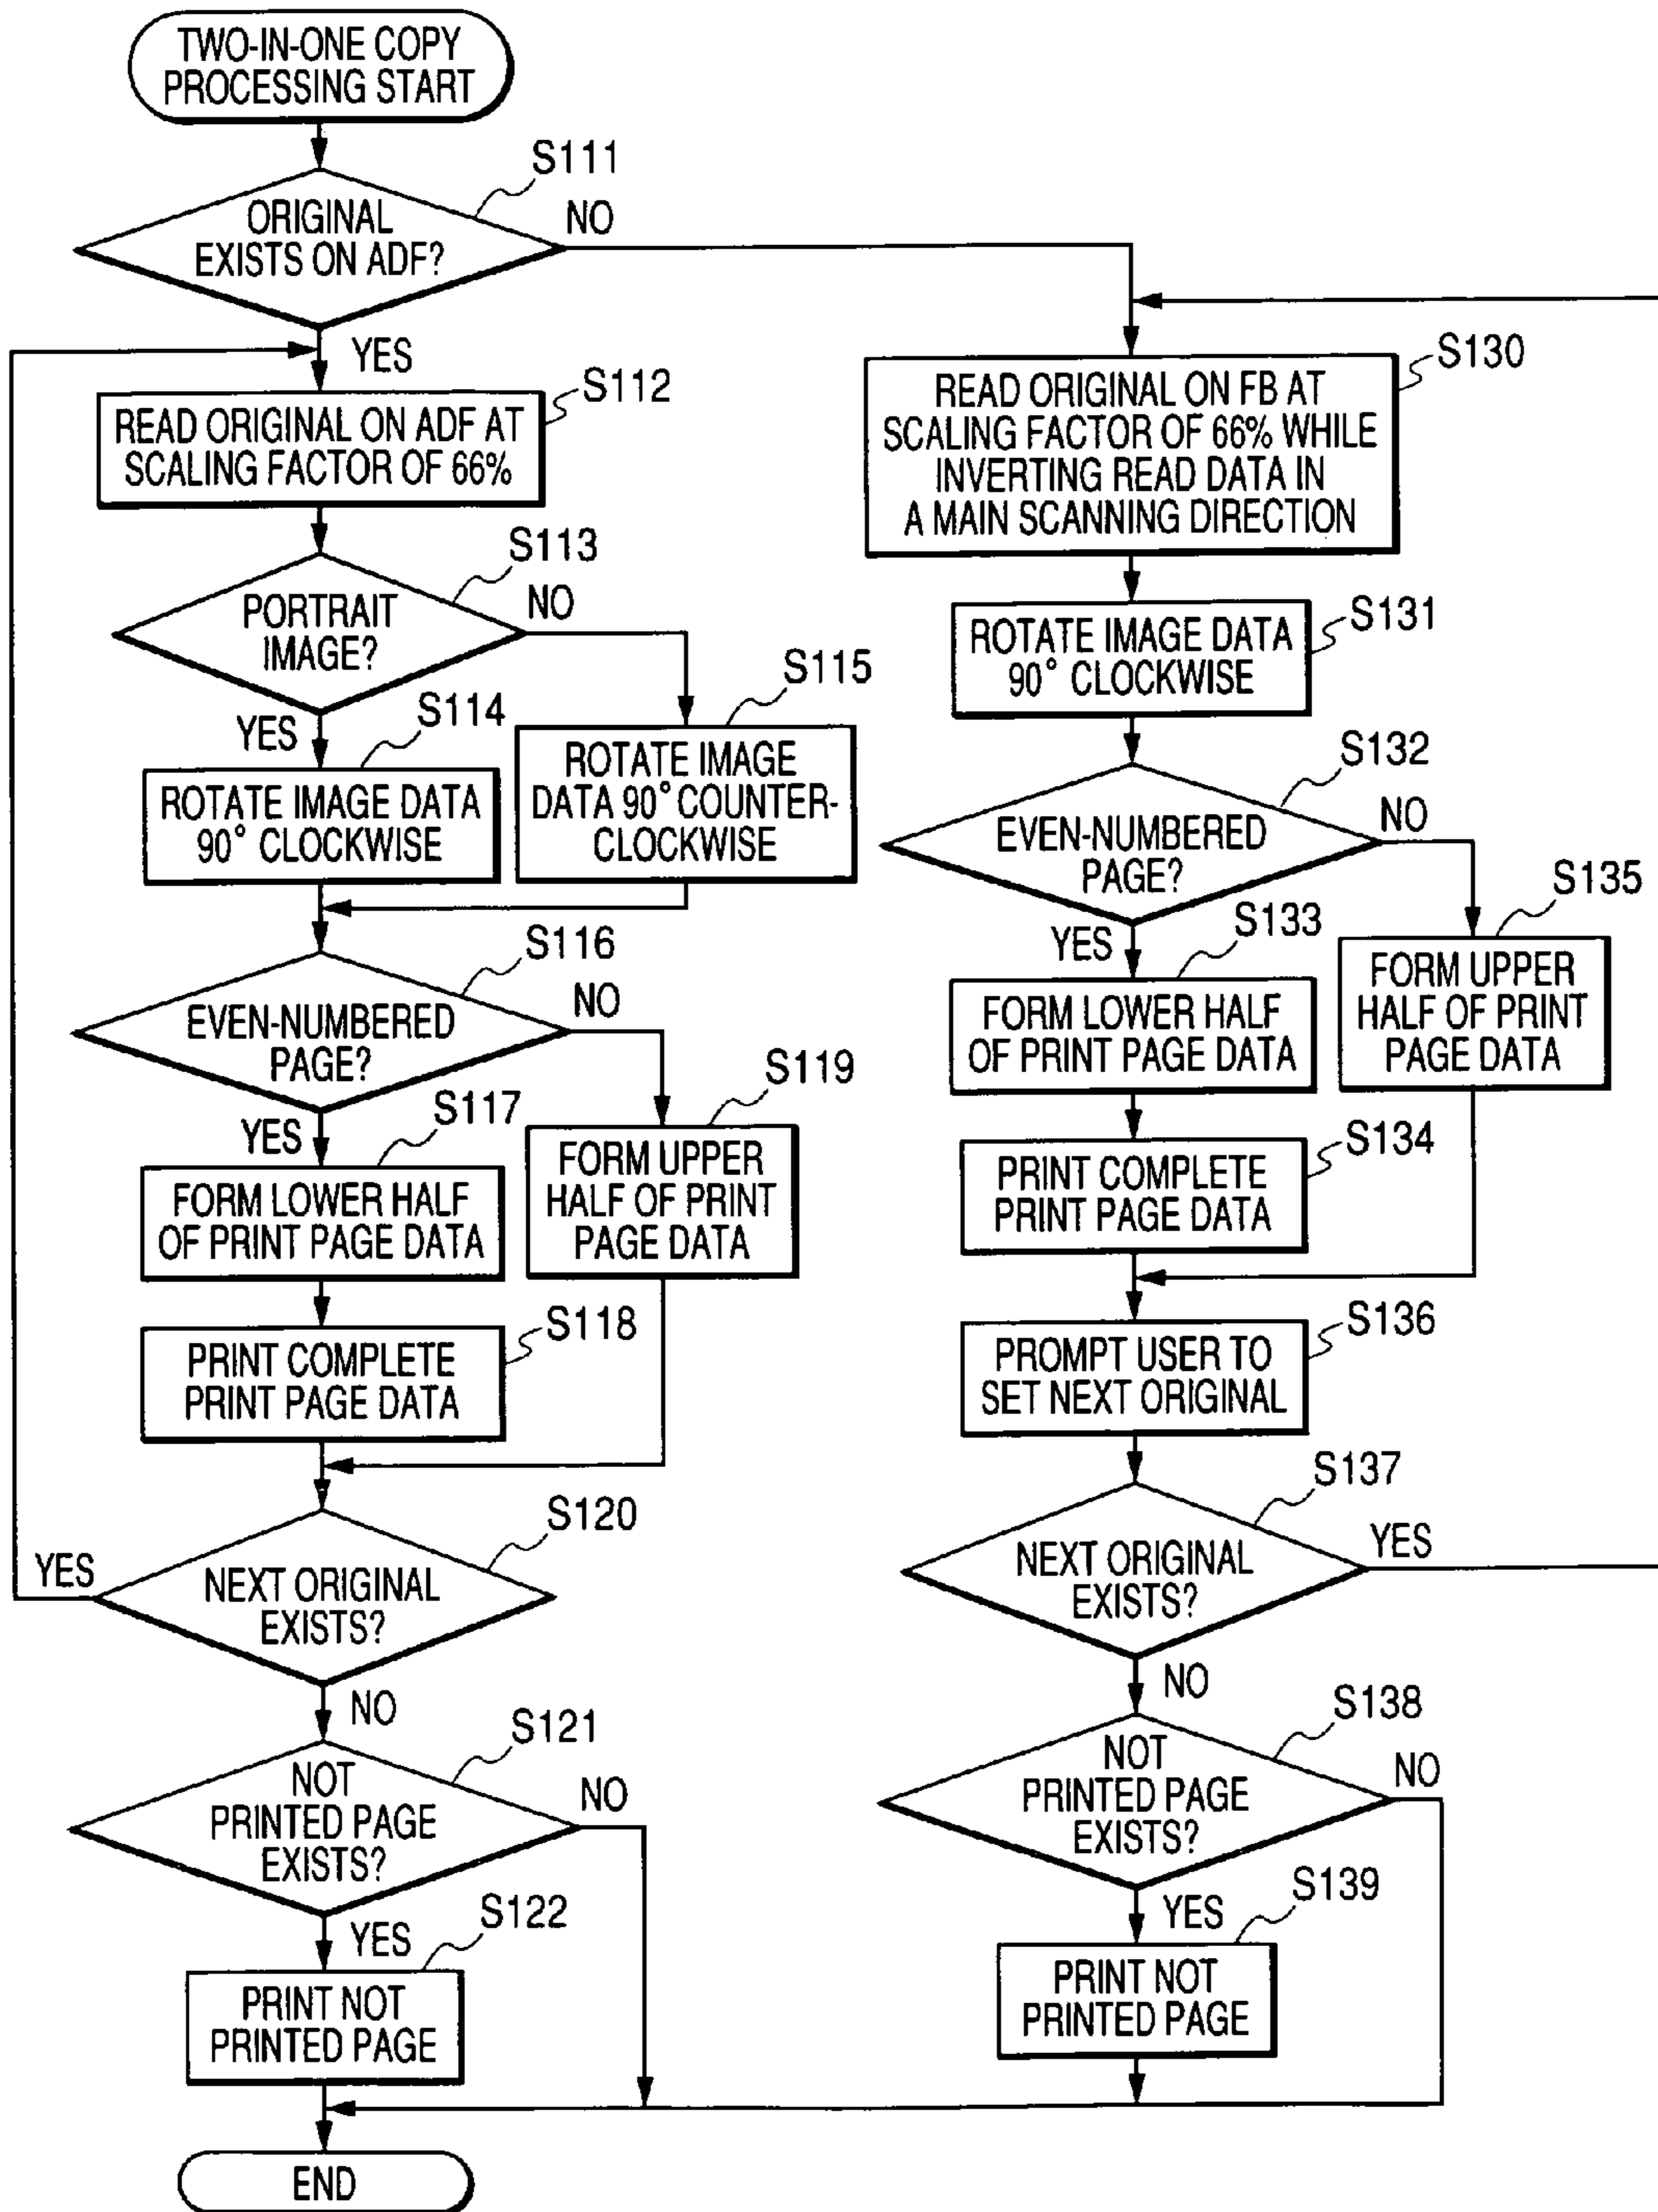 TWO-IN-ONE COPY
PROCESSING START
S111
ORIGINAL
EXISTS ON ADF?
NO
YES
S112
READ ORIGINAL ON ADF AT
SCALING FACTOR OF 66%
S113
PORTRAIT
IMAGE?
NO
YES
S114
ROTATE IMAGE DATA
90° CLOCKWISE
S115
ROTATE IMAGE
DATA 90° COUNTER-
CLOCKWISE
S116
EVEN-NUMBERED
PAGE?
NO
YES
S117
FORM LOWER HALF
OF PRINT PAGE DATA
S118
PRINT COMPLETE
PRINT PAGE DATA
S119
FORM UPPER
HALF OF PRINT
PAGE DATA
S120
NEXT ORIGINAL
EXISTS?
YES
NO
S121
NOT
PRINTED PAGE
EXISTS?
NO
YES
S122
PRINT NOT
PRINTED PAGE
END
S130
READ ORIGINAL ON FB AT
SCALING FACTOR OF 66% WHILE
INVERTING READ DATA IN
A MAIN SCANNING DIRECTION
S131
ROTATE IMAGE DATA
90° CLOCKWISE
S132
EVEN-NUMBERED
PAGE?
NO
YES
S133
FORM LOWER HALF
OF PRINT PAGE DATA
S134
PRINT COMPLETE
PRINT PAGE DATA
S135
FORM UPPER
HALF OF PRINT
PAGE DATA
S136
PROMPT USER TO
SET NEXT ORIGINAL
S137
NEXT ORIGINAL
EXISTS?
YES
NO
S138
NOT
PRINTED PAGE
EXISTS?
NO
YES
S139
PRINT NOT
PRINTED PAGE